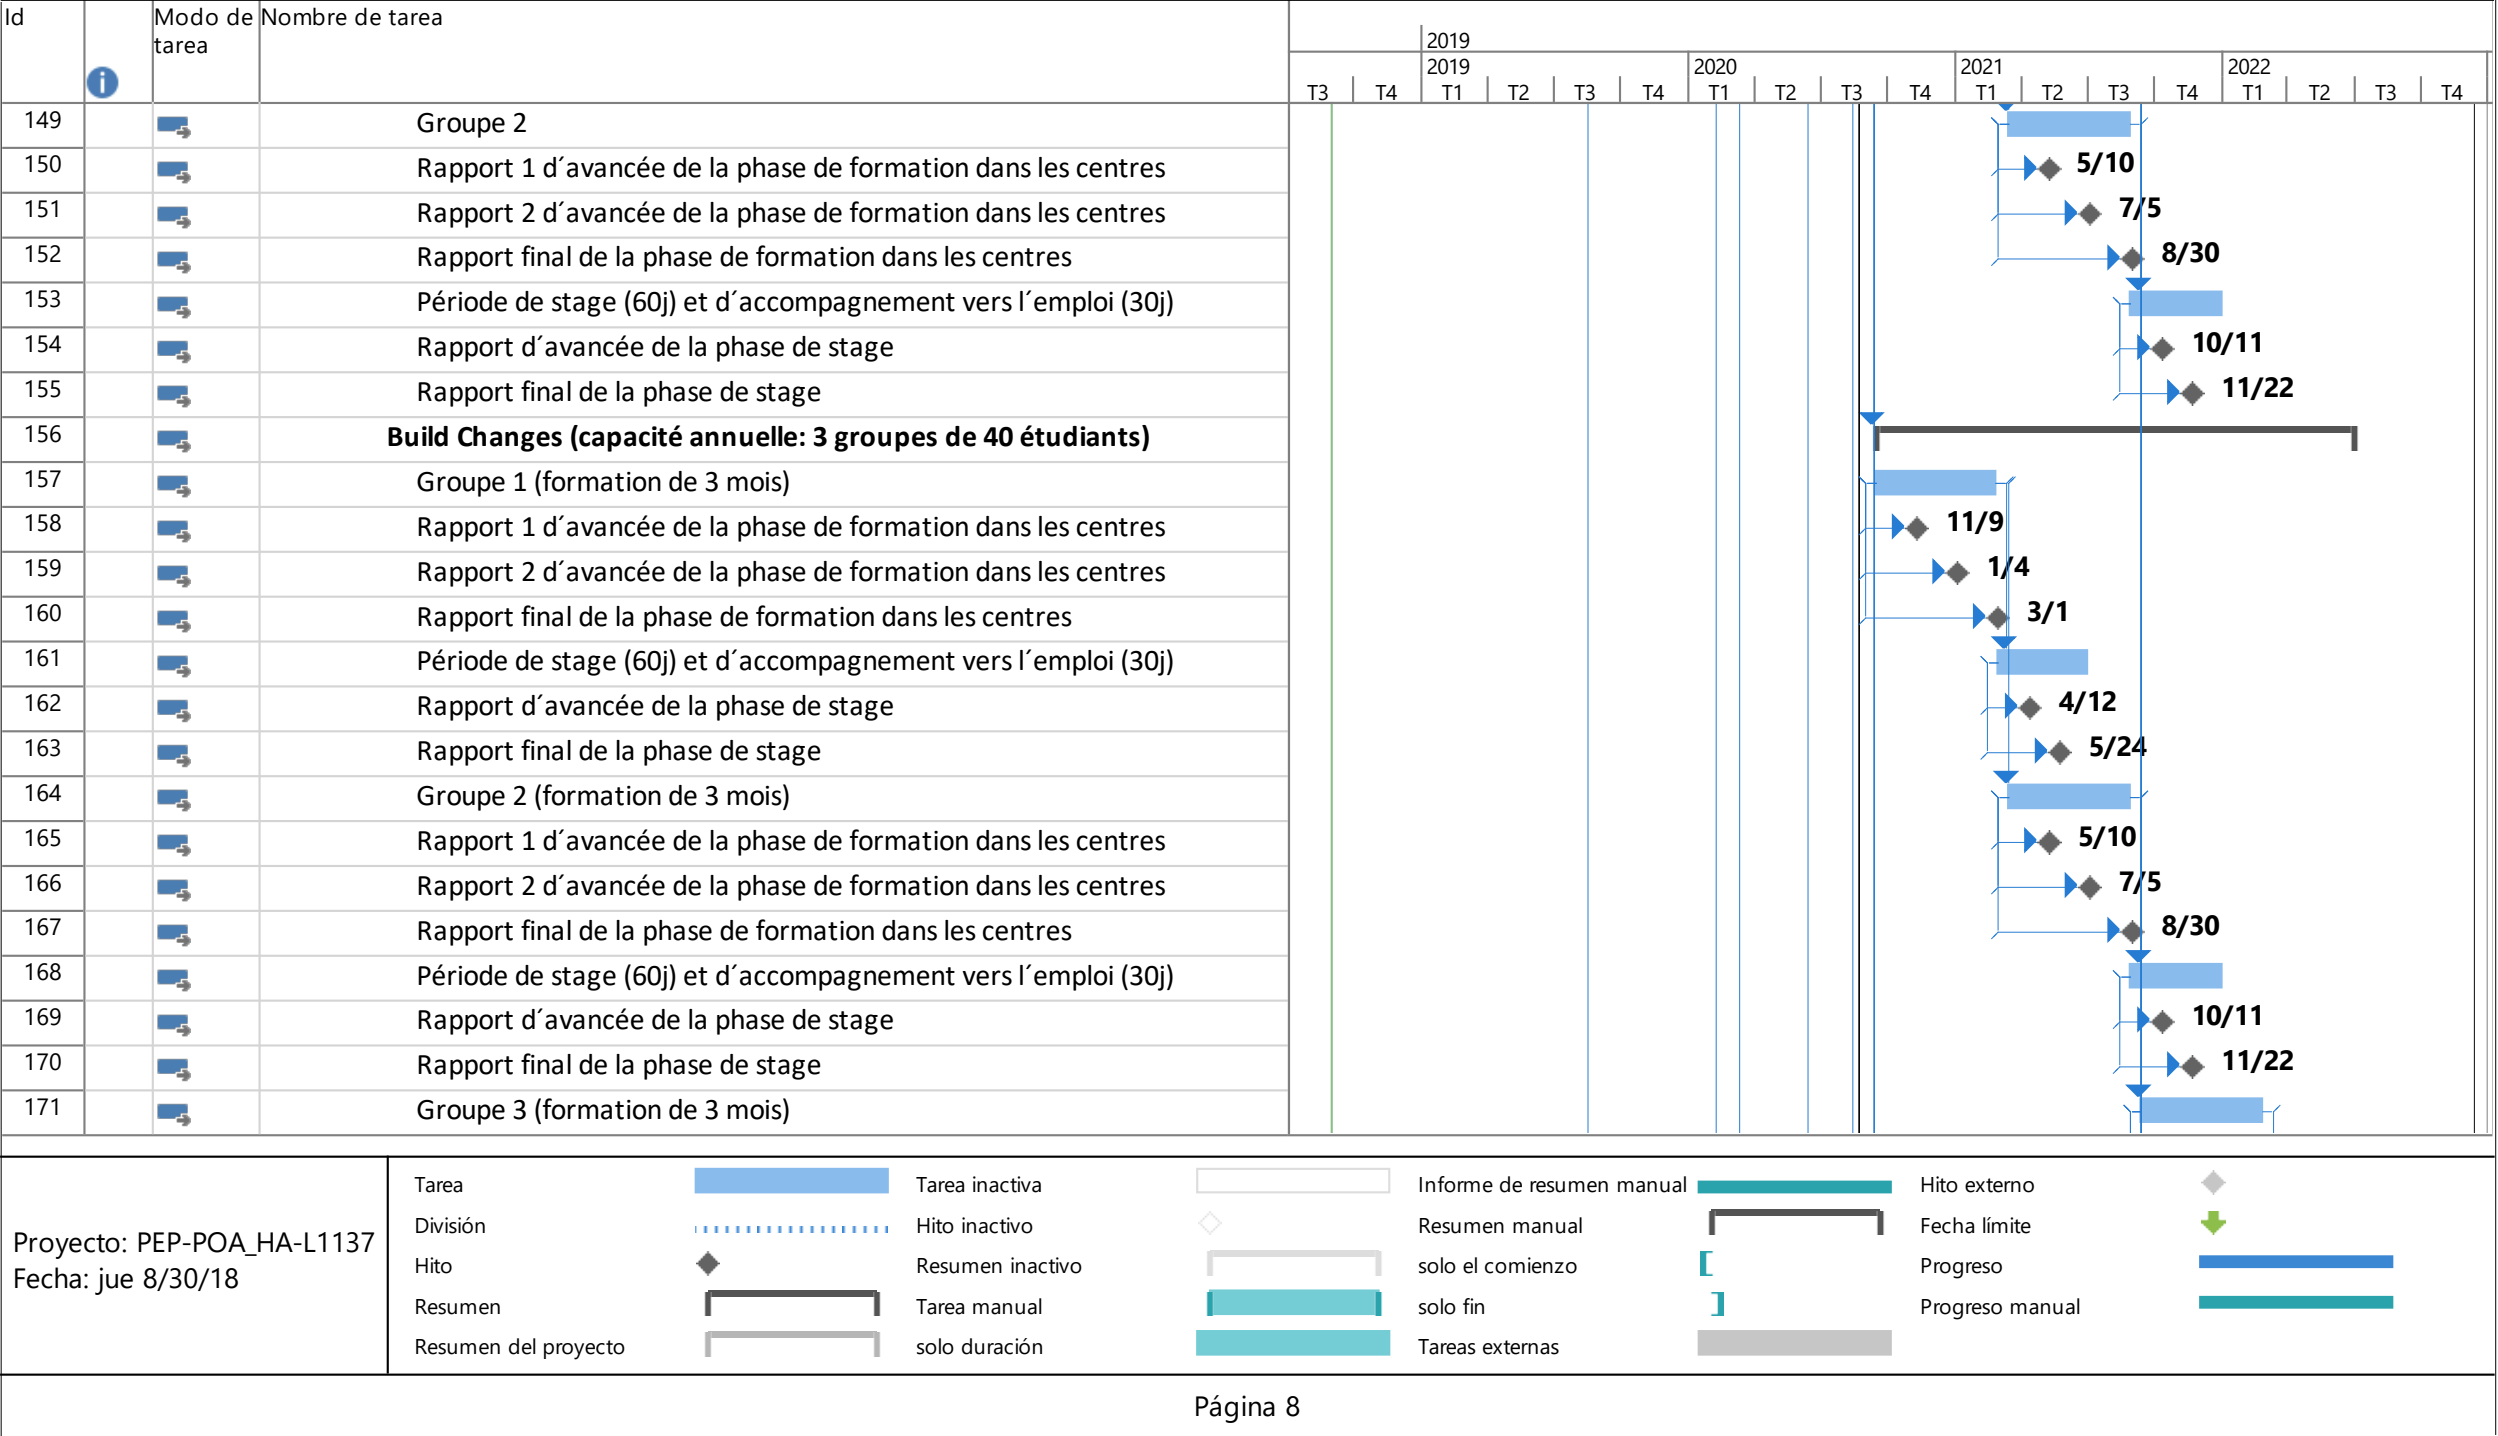 Id
Modo de
tarea
Nombre de tarea
2019
2019 2020 2021 2022
T3 T4 T1 T2 T3 T4 T1 T2 T3 T4 T1 T2 T3 T4 T1 T2 T3 T4
149 Groupe 2
150 Rapport 1 d´avancée de la phase de formation dans les centres 5/10
151 Rapport 2 d´avancée de la phase de formation dans les centres 7/5
152 Rapport final de la phase de formation dans les centres 8/30
153 Période de stage (60j) et d´accompagnement vers l´emploi (30j)
154 Rapport d´avancée de la phase de stage 10/11
155 Rapport final de la phase de stage 11/22
156 Build Changes (capacité annuelle: 3 groupes de 40 étudiants)
157 Groupe 1 (formation de 3 mois)
158 Rapport 1 d´avancée de la phase de formation dans les centres 11/9
159 Rapport 2 d´avancée de la phase de formation dans les centres 1/4
160 Rapport final de la phase de formation dans les centres 3/1
161 Période de stage (60j) et d´accompagnement vers l´emploi (30j)
162 Rapport d´avancée de la phase de stage 4/12
163 Rapport final de la phase de stage 5/24
164 Groupe 2 (formation de 3 mois)
165 Rapport 1 d´avancée de la phase de formation dans les centres 5/10
166 Rapport 2 d´avancée de la phase de formation dans les centres 7/5
167 Rapport final de la phase de formation dans les centres 8/30
168 Période de stage (60j) et d´accompagnement vers l´emploi (30j)
169 Rapport d´avancée de la phase de stage 10/11
170 Rapport final de la phase de stage 11/22
171 Groupe 3 (formation de 3 mois)
Proyecto: PEP-POA_HA-L1137
Fecha: jue 8/30/18
Tarea
División
Hito
Resumen
Resumen del proyecto
Tarea inactiva
Hito inactivo
Resumen inactivo
Tarea manual
solo duración
Informe de resumen manual
Resumen manual
solo el comienzo
solo fin
Tareas externas
Hito externo
Fecha límite
Progreso
Progreso manual
Página 8